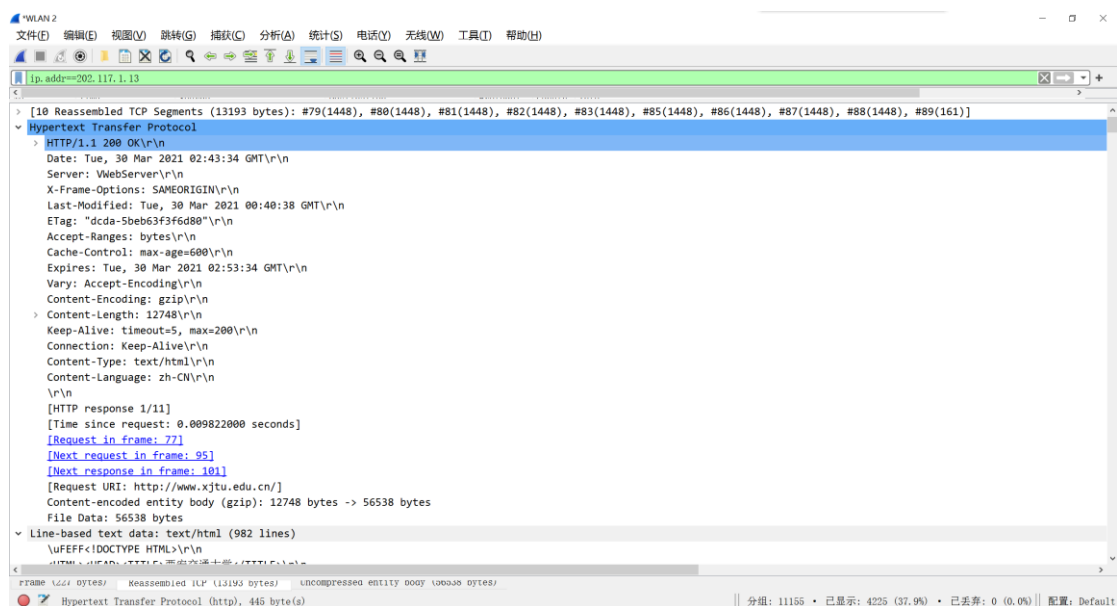 *WLAN 2
文件(F) 编辑(E) 视图(V) 跳转(G) 捕获(C) 分析(A) 统计(S) 电话(Y) 无线(W) 工具(T) 帮助(H)
ip.addr==202.117.1.13
[10 Reassembled TCP Segments (13193 bytes): #79(1448), #80(1448), #81(1448), #82(1448), #83(1448), #85(1448), #86(1448), #87(1448), #88(1448), #89(161)]
Hypertext Transfer Protocol
HTTP/1.1 200 OK\r\n
Date: Tue, 30 Mar 2021 02:43:34 GMT\r\n
Server: VWebServer\r\n
X-Frame-Options: SAMEORIGIN\r\n
Last-Modified: Tue, 30 Mar 2021 00:40:38 GMT\r\n
ETag: "dcda-5beb63f3f6d80"\r\n
Accept-Ranges: bytes\r\n
Cache-Control: max-age=600\r\n
Expires: Tue, 30 Mar 2021 02:53:34 GMT\r\n
Vary: Accept-Encoding\r\n
Content-Encoding: gzip\r\n
Content-Length: 12748\r\n
Keep-Alive: timeout=5, max=200\r\n
Connection: Keep-Alive\r\n
Content-Type: text/html\r\n
Content-Language: zh-CN\r\n
\r\n
[HTTP response 1/11]
[Time since request: 0.009822000 seconds]
[Request in frame: 77]
[Next request in frame: 95]
[Next response in frame: 101]
[Request URI: http://www.xjtu.edu.cn/]
Content-encoded entity body (gzip): 12748 bytes -> 56538 bytes
File Data: 56538 bytes
Line-based text data: text/html (982 lines)
\uFEFF<!DOCTYPE HTML>\r\n
<HTML><HEAD><TITLE>西安交通大学</TITLE>\r\n
Frame (227 bytes) Reassembled TCP (13193 bytes) Uncompressed entity body (56538 bytes)
Hypertext Transfer Protocol (http), 445 byte(s) 分组: 11155 • 已显示: 4225 (37.9%) • 已丢弃: 0 (0.0%) 配置: Default